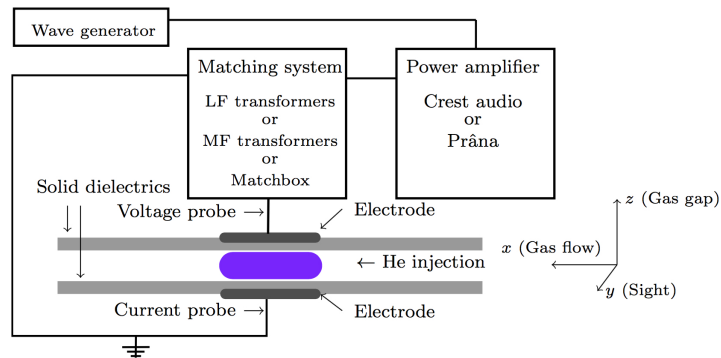 Wave generator
Matching system
LF transformers
or
MF transformers
or
Matchbox
Power amplifier
Crest audio
or
Prâna
Solid dielectrics
Voltage probe →
Electrode
← He injection
Current probe →
Electrode
z (Gas gap)
x (Gas flow)
y (Sight)